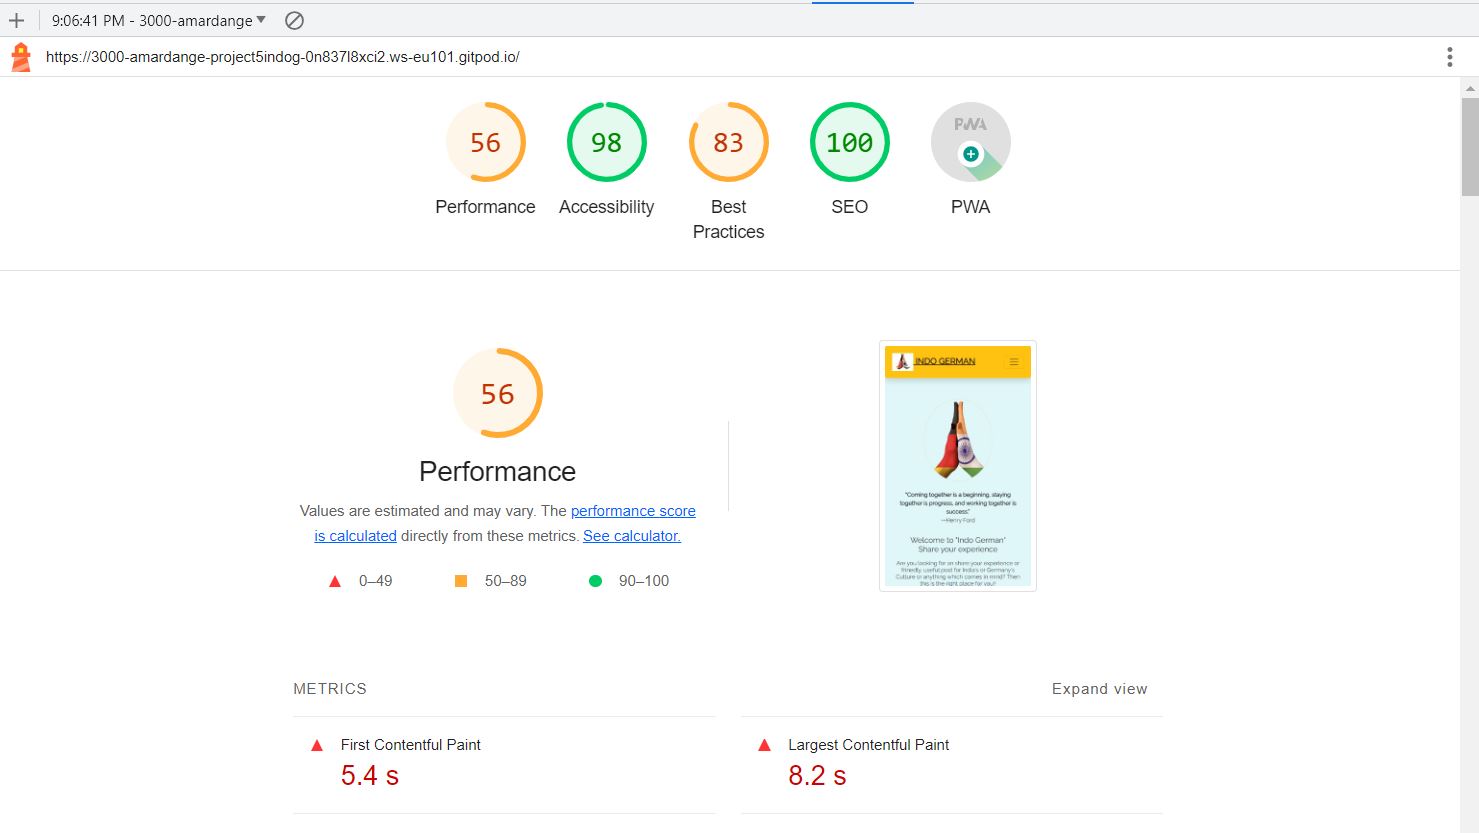 9:06:41 PM - 3000-amardange
https://3000-amardange-project5indog-0n837l8xci2.ws-eu101.gitpod.io/
56
98
83
100
PWA
Performance
Accessibility
Best
Practices
SEO
PWA
56
Performance
Values are estimated and may vary. The performance score
is calculated directly from these metrics. See calculator.
0–49
50–89
90–100
INDO GERMAN
"Coming together is a beginning, staying
together is progress, and working together is
success."
—Henry Ford
Welcome to "Indo German"
Share your experience
Are you looking for an share your experience or
friendly, useful post for India's or Germany's
Culture or anything which comes in mind? Then
this is the right place for you!
METRICS
Expand view
First Contentful Paint
5.4 s
Largest Contentful Paint
8.2 s